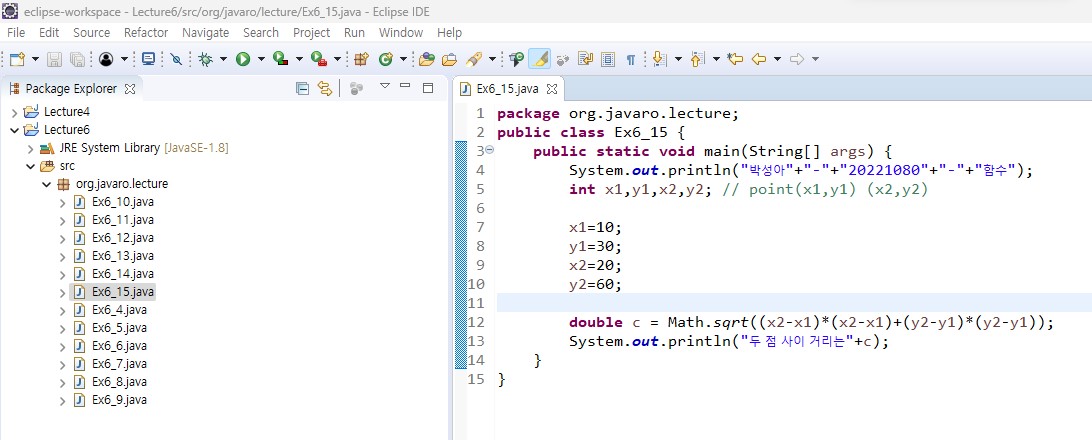 eclipse-workspace - Lecture6/src/org/javaro/lecture/Ex6_15.java - Eclipse IDE
File Edit Source Refactor Navigate Search Project Run Window Help
Package Explorer
Lecture4
Lecture6
JRE System Library [JavaSE-1.8]
src
org.javaro.lecture
Ex6_10.java
Ex6_11.java
Ex6_12.java
Ex6_13.java
Ex6_14.java
Ex6_15.java
Ex6_4.java
Ex6_5.java
Ex6_6.java
Ex6_7.java
Ex6_8.java
Ex6_9.java
Ex6_15.java
1 package org.javaro.lecture;
2 public class Ex6_15 {
3 public static void main(String[] args) {
4 System.out.println("박성아"+"-"+"20221080"+"-"+"함수");
5 int x1,y1,x2,y2; // point(x1,y1) (x2,y2)
6
7 x1=10;
8 y1=30;
9 x2=20;
10 y2=60;
11
12 double c = Math.sqrt((x2-x1)*(x2-x1)+(y2-y1)*(y2-y1));
13 System.out.println("두 점 사이 거리는"+c);
14 }
15 }